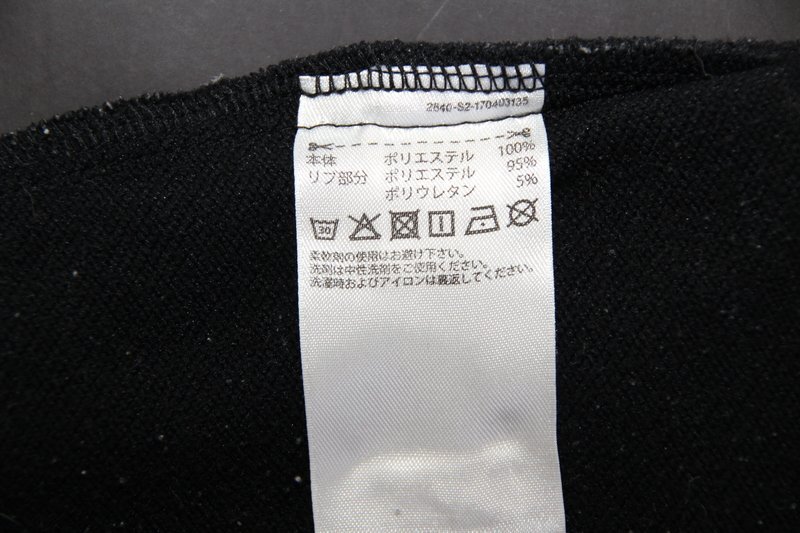 2840-S2-170403135
本体 ポリエステル 100%
リブ部分 ポリエステル 95%
ポリウレタン 5%
30
柔軟剤の使用はお避け下さい。
洗剤は中性洗剤をご使用ください。
洗濯時およびアイロンは裏返してください。